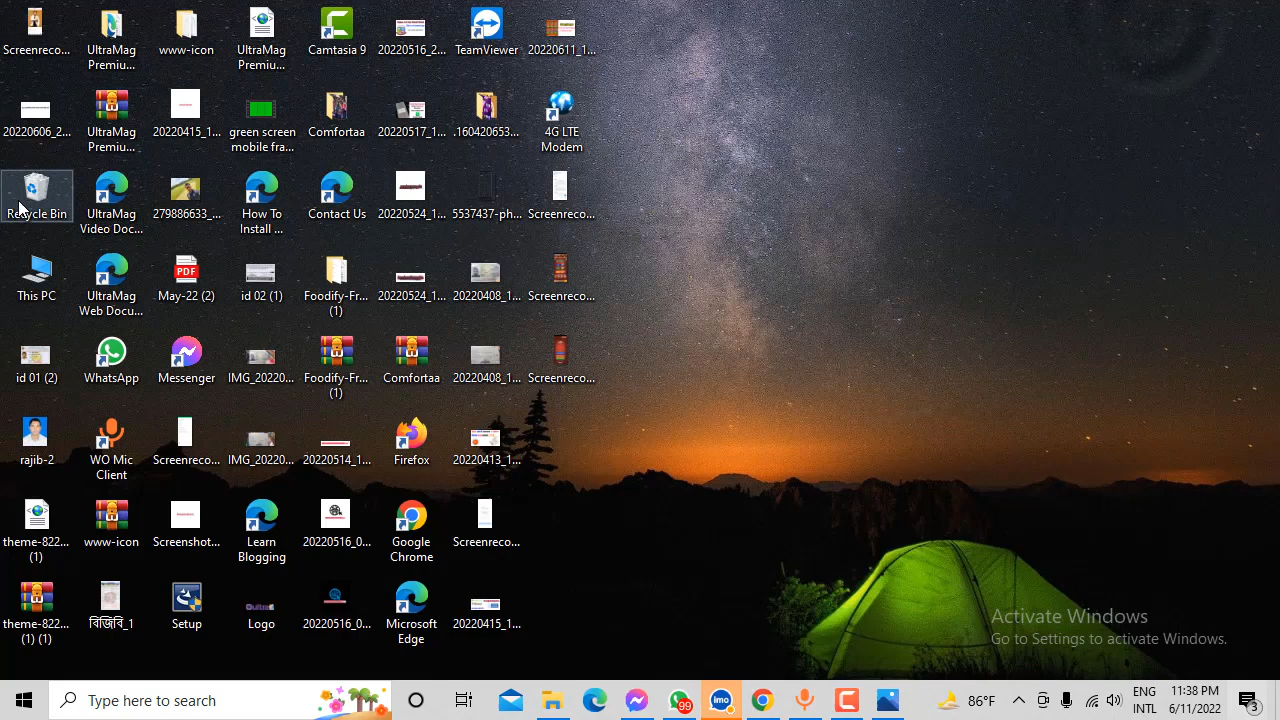 Screenreco...
UltraMag
Premiu...
www-icon
UltraMag
Premiu...
Camtasia 9
20220516_2...
TeamViewer
20220611_1...
20220606_2...
UltraMag
Premiu...
20220415_1...
green screen
mobile fra...
Comfortaa
20220517_1...
.160420653...
4G LTE
Modem
Recycle Bin
UltraMag
Video Doc...
279886633_...
How To
Install ...
Contact Us
20220524_1...
5537437-ph...
Screenreco...
This PC
UltraMag
Web Docu...
PDF
May-22 (2)
id 02 (1)
Foodify-Fr...
(1)
20220524_1...
20220408_1...
Screenreco...
id 01 (2)
WhatsApp
Messenger
IMG_20220...
Foodify-Fr...
(1)
Comfortaa
20220408_1...
Screenreco...
rajib-2
WO Mic
Client
Screenreco...
IMG_20220...
20220514_1...
Firefox
20220413_1...
theme-822...
(1)
www-icon
Screenshot...
Learn
Blogging
20220516_0...
Google
Chrome
Screenreco...
theme-822...
(1) (1)
বিজিবি_1
Setup
Logo
20220516_0...
Microsoft
Edge
20220415_1...
Activate Windows
Go to Settings to activate Windows.
Type here to search
99
imo
86°F
ENG
INTL
11:38 PM
6/11/2022
3